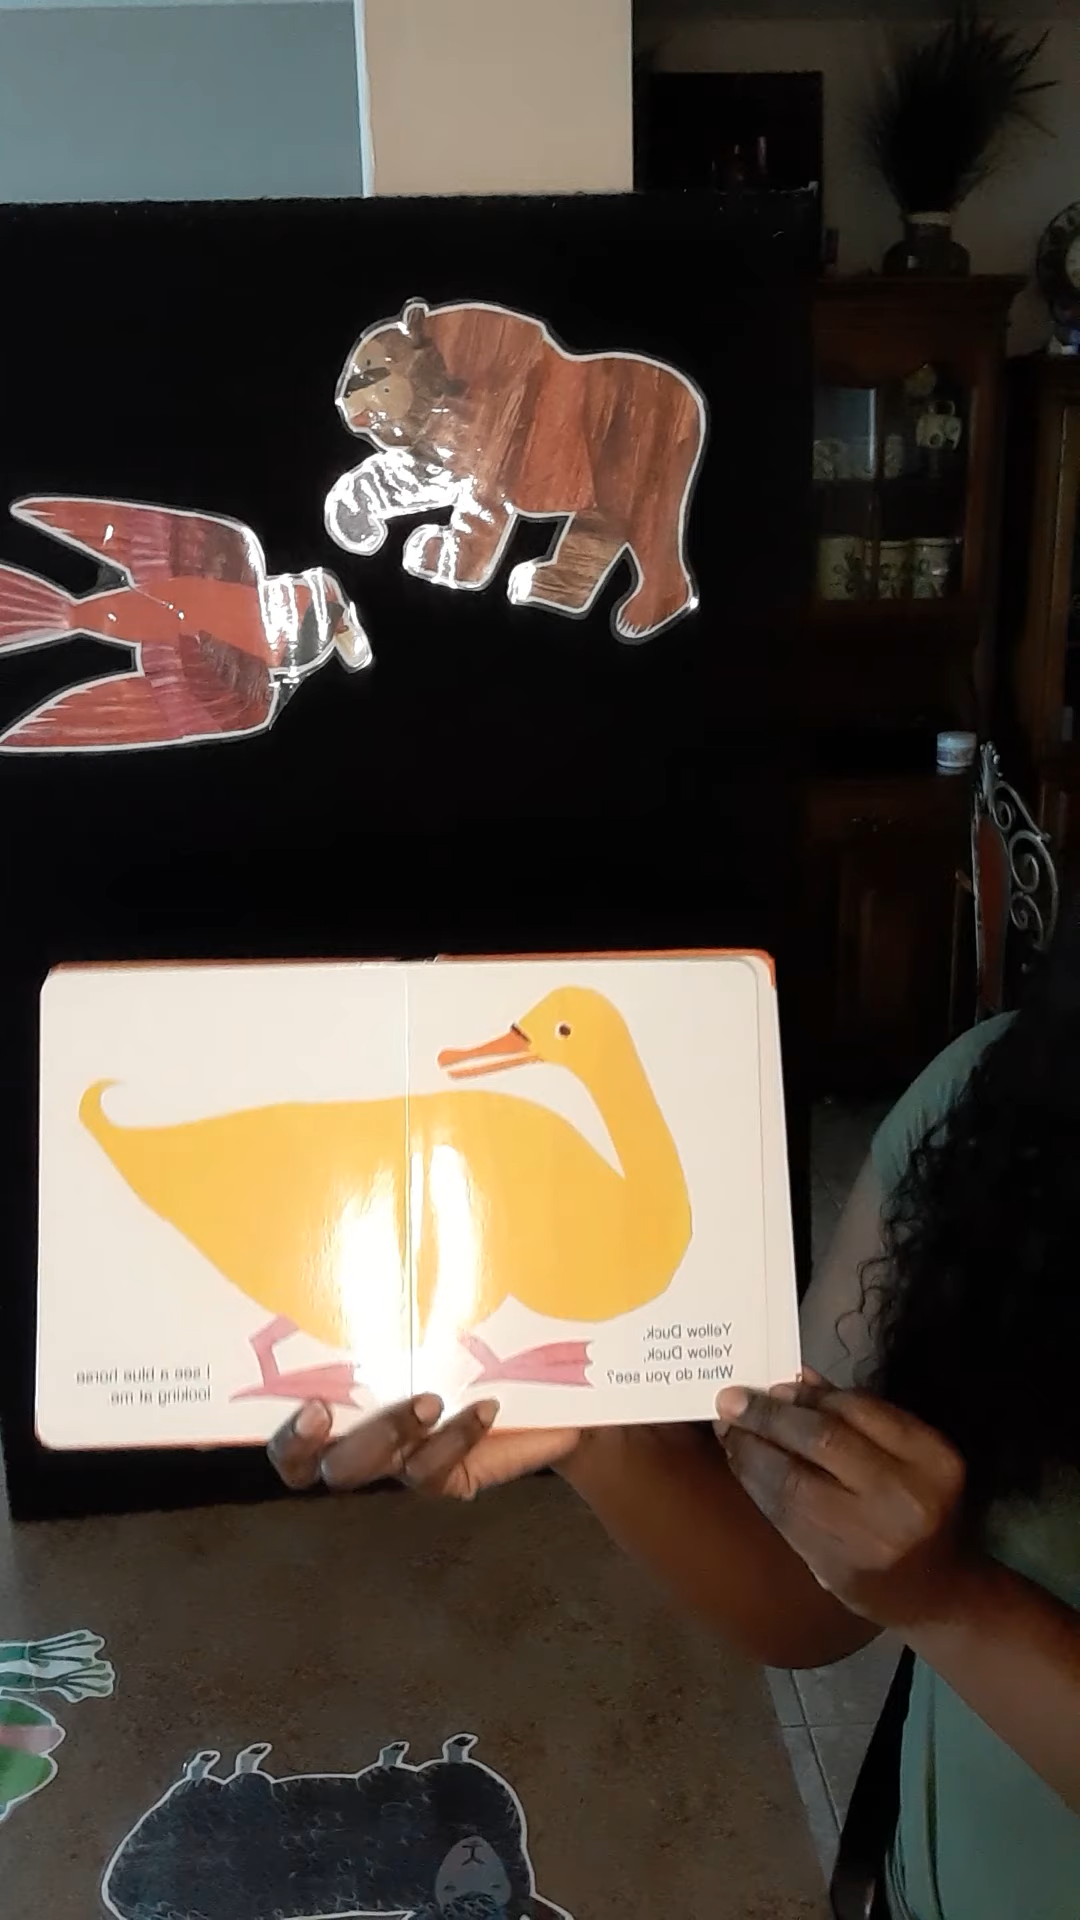 Yellow Duck,
Yellow Duck,
What do you see?
I see a blue horse
looking at me.